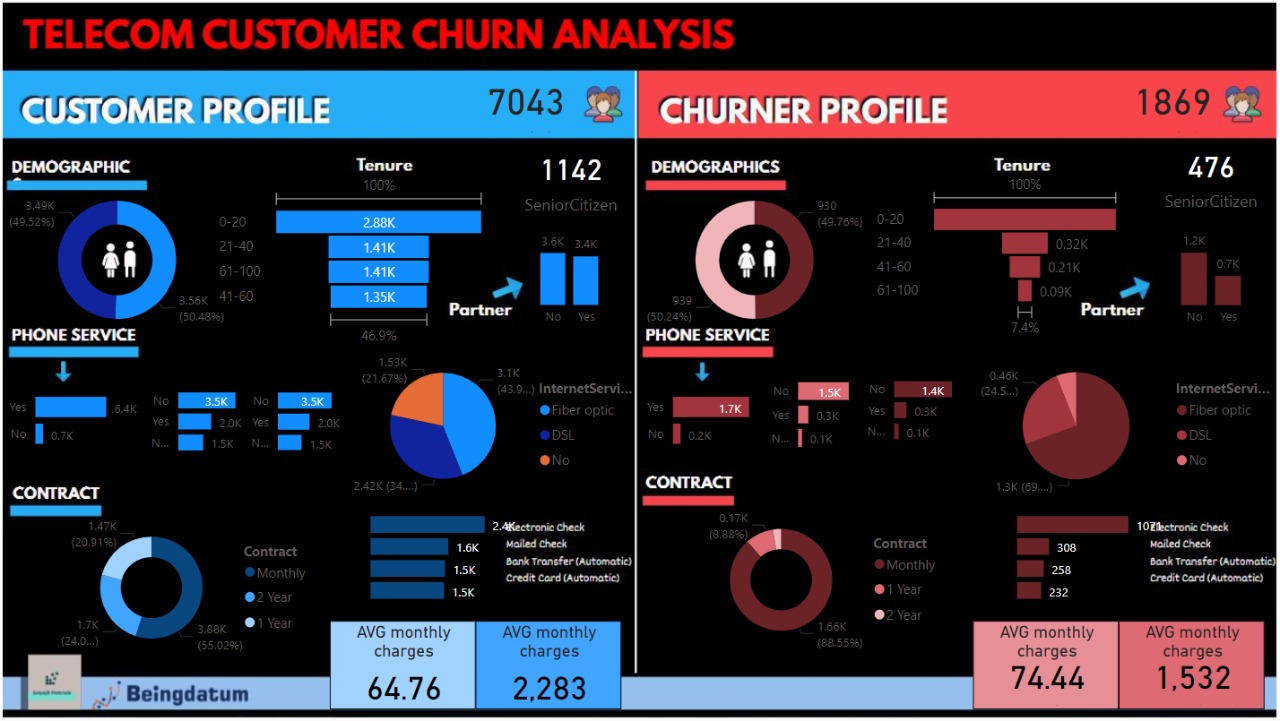 TELECOM CUSTOMER CHURN ANALYSIS
CUSTOMER PROFILE
7043
DEMOGRAPHIC
3.49K
(49.52%)
3.56K
(50.48%)
Tenure
100%
0-20
2.88K
21-40
1.41K
61-100
1.41K
41-60
1.35K
46.9%
1142
SeniorCitizen
3.6K 3.4K
No Yes
Partner
PHONE SERVICE
Yes 6.4K
No 0.7K
No 3.5K
Yes 2.0K
N... 1.5K
No 3.5K
Yes 2.0K
N... 1.5K
1.53K
(21.67%)
3.1K
(43.9...)
2.42K (34....)
InternetServi...
Fiber optic
DSL
No
CONTRACT
1.47K
(20.91%)
1.7K
(24.0...)
3.88K
(55.02%)
Contract
Monthly
2 Year
1 Year
2.4K Electronic Check
1.6K Mailed Check
1.5K Bank Transfer (Automatic)
1.5K Credit Card (Automatic)
AVG monthly
charges
64.76
AVG monthly
charges
2,283
Beingdatum
CHURNER PROFILE
1869
DEMOGRAPHICS
930
(49.76%)
939
(50.24%)
Tenure
100%
0-20
21-40
0.32K
41-60
0.21K
61-100
0.09K
7.4%
476
SeniorCitizen
1.2K
0.7K
No Yes
Partner
PHONE SERVICE
Yes 1.7K
No 0.2K
No 1.5K
Yes 0.3K
N... 0.1K
No 1.4K
Yes 0.3K
N... 0.1K
0.46K
(24.5...)
1.3K (69....)
InternetServi...
Fiber optic
DSL
No
CONTRACT
0.17K
(8.88%)
1.66K
(88.55%)
Contract
Monthly
1 Year
2 Year
1071 Electronic Check
308 Mailed Check
258 Bank Transfer (Automatic)
232 Credit Card (Automatic)
AVG monthly
charges
74.44
AVG monthly
charges
1,532